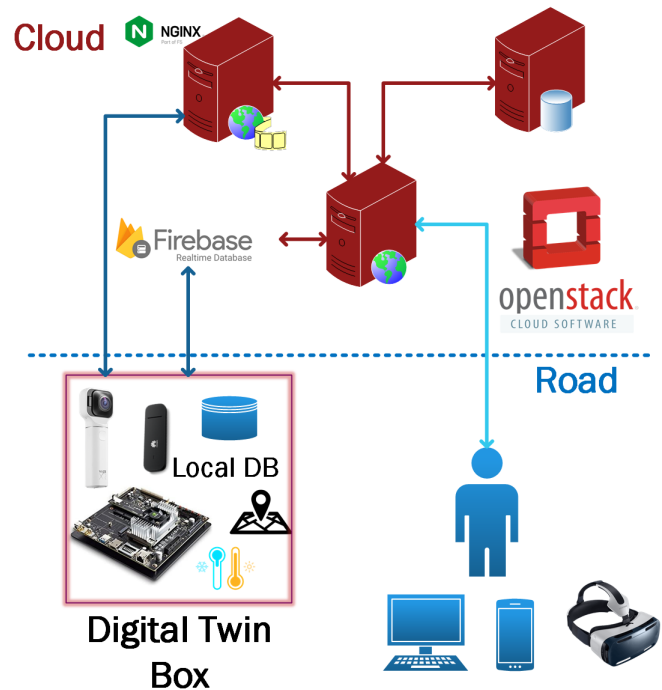 Cloud
NGINX
Part of F5
Firebase
Realtime Database
openstack
CLOUD SOFTWARE
Road
Local DB
Digital Twin
Box